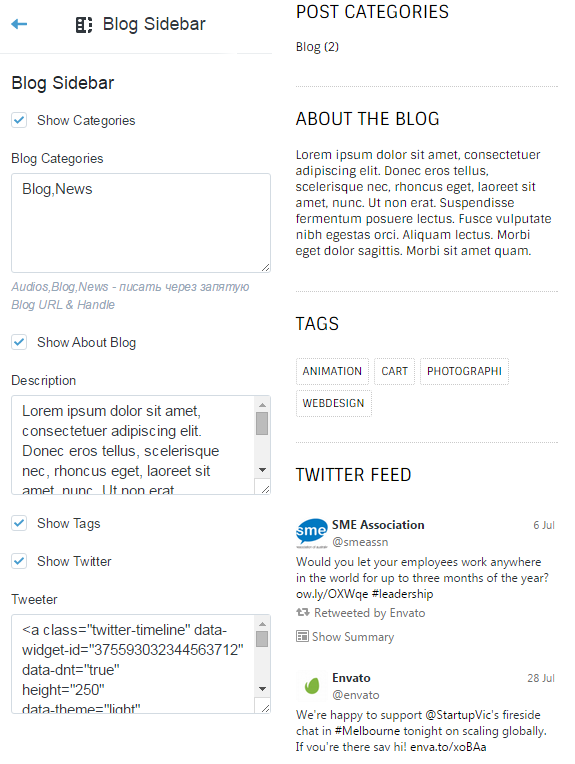 Blog Sidebar
Blog Sidebar
Show Categories
Blog Categories
Blog,News
Audios,Blog,News - писать через запятую
Blog URL & Handle
Show About Blog
Description
Lorem ipsum dolor sit amet,
consectetuer adipiscing elit.
Donec eros tellus, scelerisque
nec, rhoncus eget, laoreet sit
amet, nunc. Ut non erat.
Show Tags
Show Twitter
Tweeter
<a class="twitter-timeline" data-
widget-id="375593032344563712"
data-dnt="true"
height="250"
data-theme="light"
POST CATEGORIES
Blog (2)
ABOUT THE BLOG
Lorem ipsum dolor sit amet, consectetuer
adipiscing elit. Donec eros tellus,
scelerisque nec, rhoncus eget, laoreet sit
amet, nunc. Ut non erat. Suspendisse
fermentum posuere lectus. Fusce vulputate
nibh egestas orci. Aliquam lectus. Morbi
eget dolor sagittis. Morbi sit amet quam.
TAGS
ANIMATION CART PHOTOGRAPHI
WEBDESIGN
TWITTER FEED
sme
SME Association 6 Jul
@smeassn
Would you let your employees work anywhere
in the world for up to three months of the year?
ow.ly/OXWqe #leadership
Retweeted by Envato
Show Summary
Envato 28 Jul
@envato
We're happy to support @StartupVic's fireside
chat in #Melbourne tonight on scaling globally.
If you're there say hi! enva.to/xoBAa